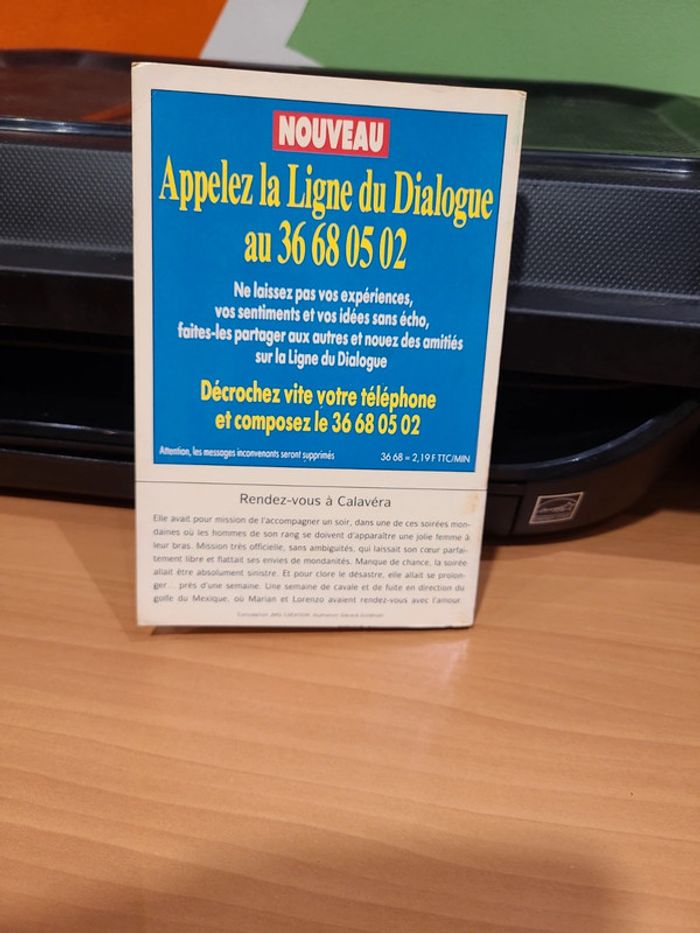 NOUVEAU
Appelez la Ligne du Dialogue
au 36 68 05 02
Ne laissez pas vos expériences,
vos sentiments et vos idées sans écho,
faites-les partager aux autres et nouez des amitiés
sur la Ligne du Dialogue
Décrochez vite votre téléphone
et composez le 36 68 05 02
Attention, les messages inconvenants seront supprimés
36 68 = 2,19 F TTC/MIN
Rendez-vous à Calavéra
Elle avait pour mission de l'accompagner un soir, dans une de ces soirées mon-
daines où les hommes de son rang se doivent d'apparaître une jolie femme à
leur bras. Mission très officielle, sans ambiguïtés, qui laissait son cœur parfai-
tement libre et flattait ses envies de mondanités. Manque de chance, la soirée
allait être absolument sinistre. Et pour clore le désastre, elle allait se prolon-
ger... près d'une semaine. Une semaine de cavale et de fuite en direction du
golfe du Mexique, où Marian et Lorenzo avaient rendez-vous avec l'amour.